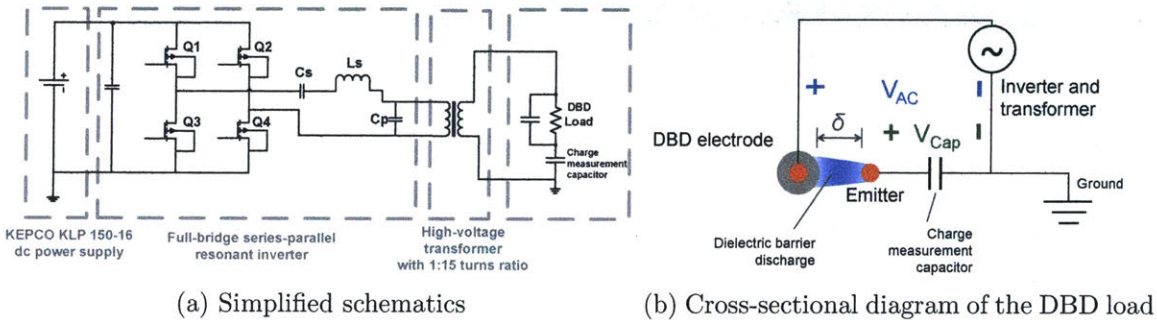 Q1
Q2
Ls
Cs
DBD
Load
Q3
Q4
Cp
Charge
measurement
capacitor
KEPCO KLP 150-16
dc power supply
Full-bridge series-parallel
resonant inverter
High-voltage
transformer
with 1:15 turns ratio
(a) Simplified schematics
~
+ V_AC -
Inverter and
transformer
δ
+ V_Cap -
DBD electrode
Emitter
Ground
Dielectric barrier
discharge
Charge
measurement
capacitor
(b) Cross-sectional diagram of the DBD load